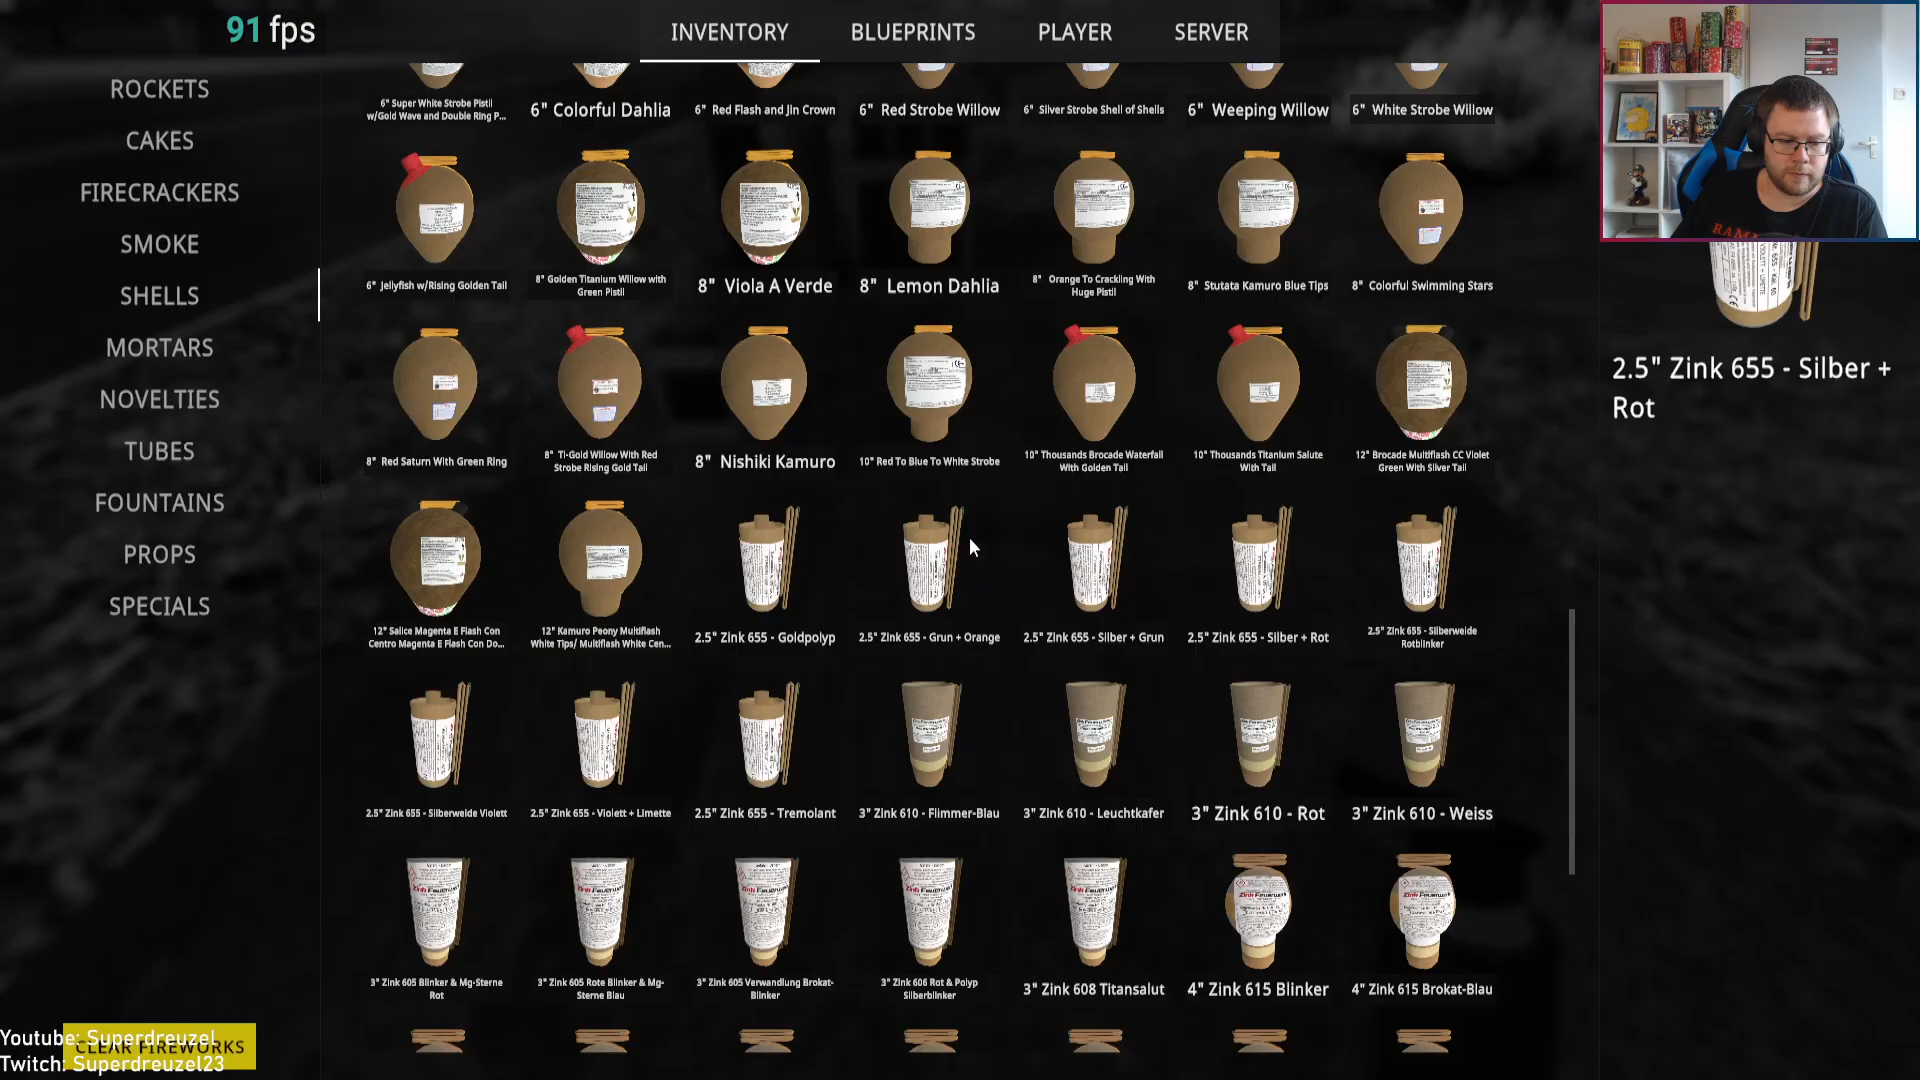 91 fps
INVENTORY
BLUEPRINTS
PLAYER
SERVER
ROCKETS
CAKES
FIRECRACKERS
SMOKE
SHELLS
MORTARS
NOVELTIES
TUBES
FOUNTAINS
PROPS
SPECIALS
6" Super White Strobe Pistil
w/Gold Wave and Double Ring P...
6" Colorful Dahlia
6" Red Flash and Jin Crown
6" Red Strobe Willow
6" Silver Strobe Shell of Shells
6" Weeping Willow
6" White Strobe Willow
6" Jellyfish w/Rising Golden Tail
8" Golden Titanium Willow with
Green Pistil
8" Viola A Verde
8" Lemon Dahlia
8" Orange To Crackling With
Huge Pistil
8" Stutata Kamuro Blue Tips
8" Colorful Swimming Stars
8" Red Saturn With Green Ring
8" Ti-Gold Willow With Red
Strobe Rising Gold Tail
8" Nishiki Kamuro
10" Red To Blue To White Strobe
10" Thousands Brocade Waterfall
With Golden Tail
10" Thousands Titanium Salute
With Tail
12" Brocade Multiflash CC Violet
Green With Silver Tail
12" Salice Magenta E Flash Con
Centro Magenta E Flash Con Do...
12" Kamuro Peony Multiflash
White Tips/ Multiflash White Cen...
2.5" Zink 655 - Goldpolyp
2.5" Zink 655 - Grun + Orange
2.5" Zink 655 - Silber + Grun
2.5" Zink 655 - Silber + Rot
2.5" Zink 655 - Silberweide
Rotblinker
2.5" Zink 655 - Silberweide Violett
2.5" Zink 655 - Violett + Limette
2.5" Zink 655 - Tremolant
3" Zink 610 - Flimmer-Blau
3" Zink 610 - Leuchtkafer
3" Zink 610 - Rot
3" Zink 610 - Weiss
3" Zink 605 Blinker & Mg-Sterne
Rot
3" Zink 605 Rote Blinker & Mg-
Sterne Blau
3" Zink 605 Verwandlung Brokat-
Blinker
3" Zink 606 Rot & Polyp
Silberblinker
3" Zink 608 Titansalut
4" Zink 615 Blinker
4" Zink 615 Brokat-Blau
2.5" Zink 655 - Silber +
Rot
Youtube: Superdreuzel
CLEAR FIREWORKS
Twitch: Superdreuzel23